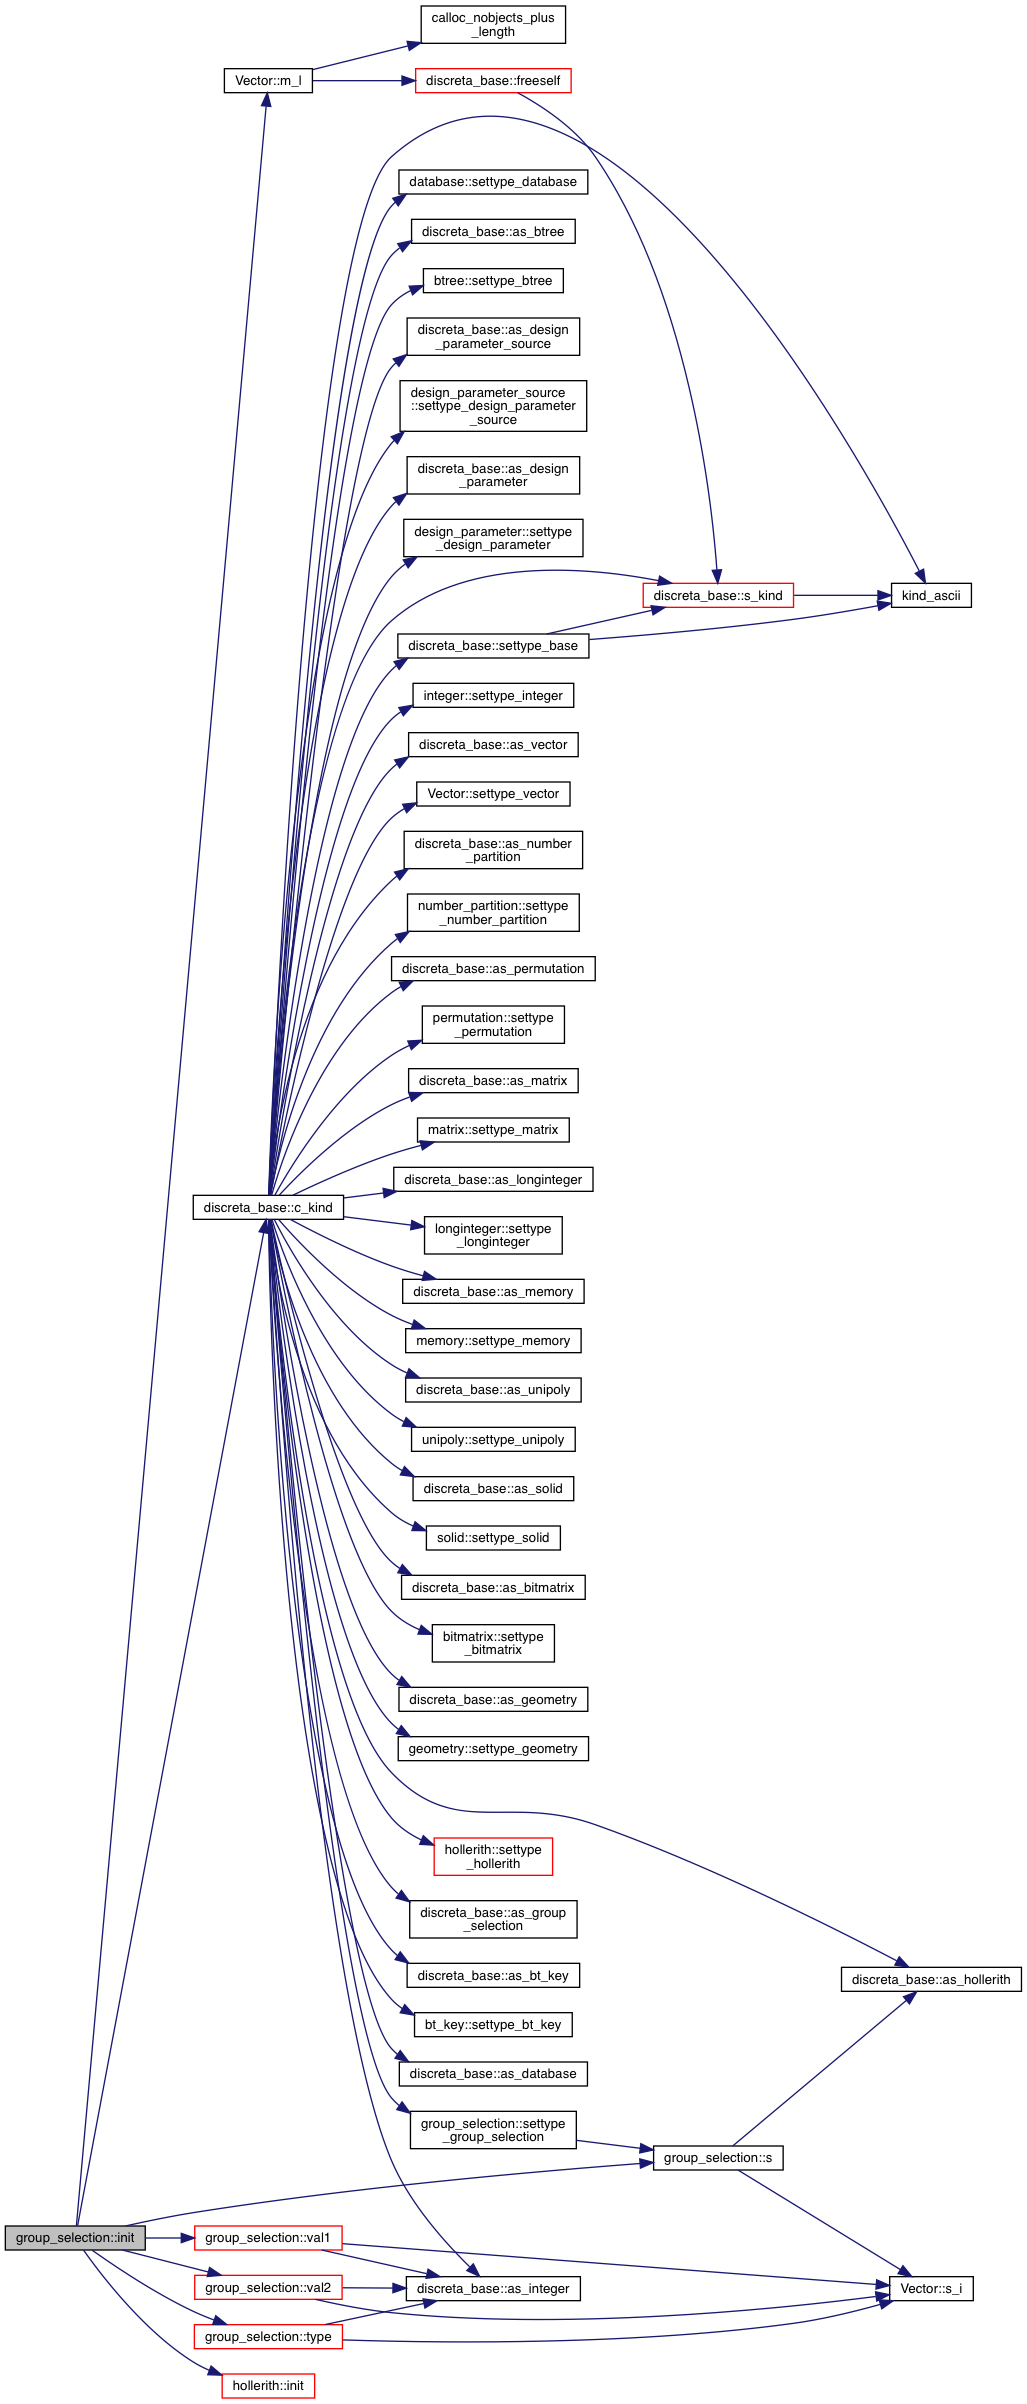 calloc_nobjects_plus
_length
Vector::m_l
discreta_base::freeself
database::settype_database
discreta_base::as_btree
btree::settype_btree
discreta_base::as_design
_parameter_source
design_parameter_source
::settype_design_parameter
_source
discreta_base::as_design
_parameter
design_parameter::settype
_design_parameter
discreta_base::s_kind
kind_ascii
discreta_base::settype_base
integer::settype_integer
discreta_base::as_vector
Vector::settype_vector
discreta_base::as_number
_partition
number_partition::settype
_number_partition
discreta_base::as_permutation
permutation::settype
_permutation
discreta_base::as_matrix
matrix::settype_matrix
discreta_base::as_longinteger
discreta_base::c_kind
longinteger::settype
_longinteger
discreta_base::as_memory
memory::settype_memory
discreta_base::as_unipoly
unipoly::settype_unipoly
discreta_base::as_solid
solid::settype_solid
discreta_base::as_bitmatrix
bitmatrix::settype
_bitmatrix
discreta_base::as_geometry
geometry::settype_geometry
hollerith::settype
_hollerith
discreta_base::as_group
_selection
discreta_base::as_bt_key
discreta_base::as_hollerith
bt_key::settype_bt_key
discreta_base::as_database
group_selection::settype
_group_selection
group_selection::s
group_selection::init
group_selection::val1
group_selection::val2
discreta_base::as_integer
Vector::s_i
group_selection::type
hollerith::init